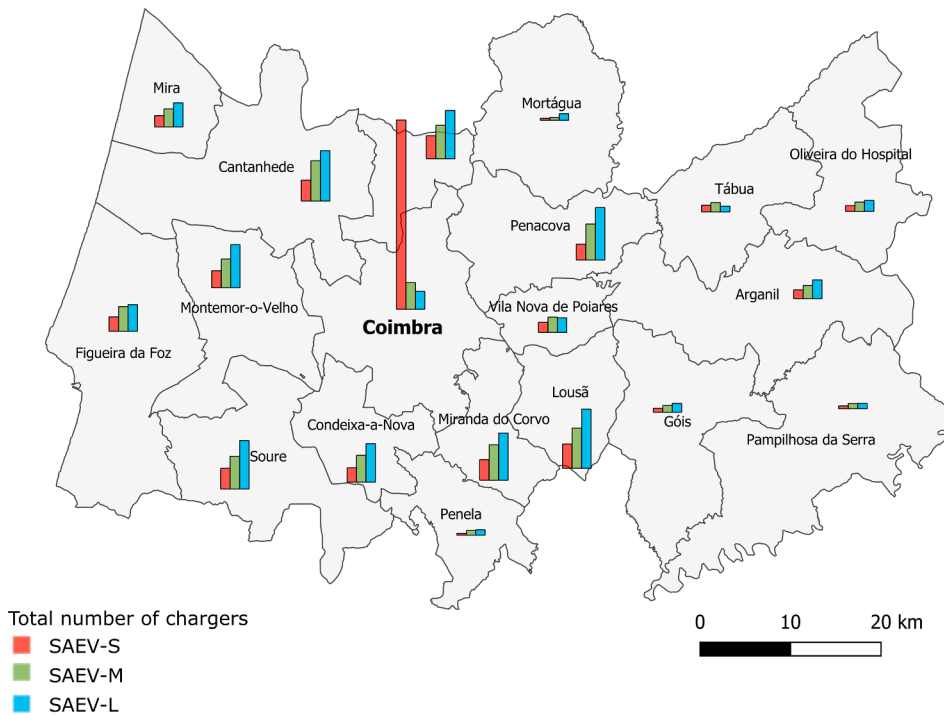 Mira
Mortágua
Cantanhede
Oliveira do Hospital
Tábua
Penacova
Arganil
Montemor-o-Velho
Vila Nova de Poiares
Coimbra
Figueira da Foz
Lousã
Condeixa-a-Nova
Miranda do Corvo
Góis
Pampilhosa da Serra
Soure
Penela
Total number of chargers
SAEV-S
SAEV-M
SAEV-L
0 10 20 km